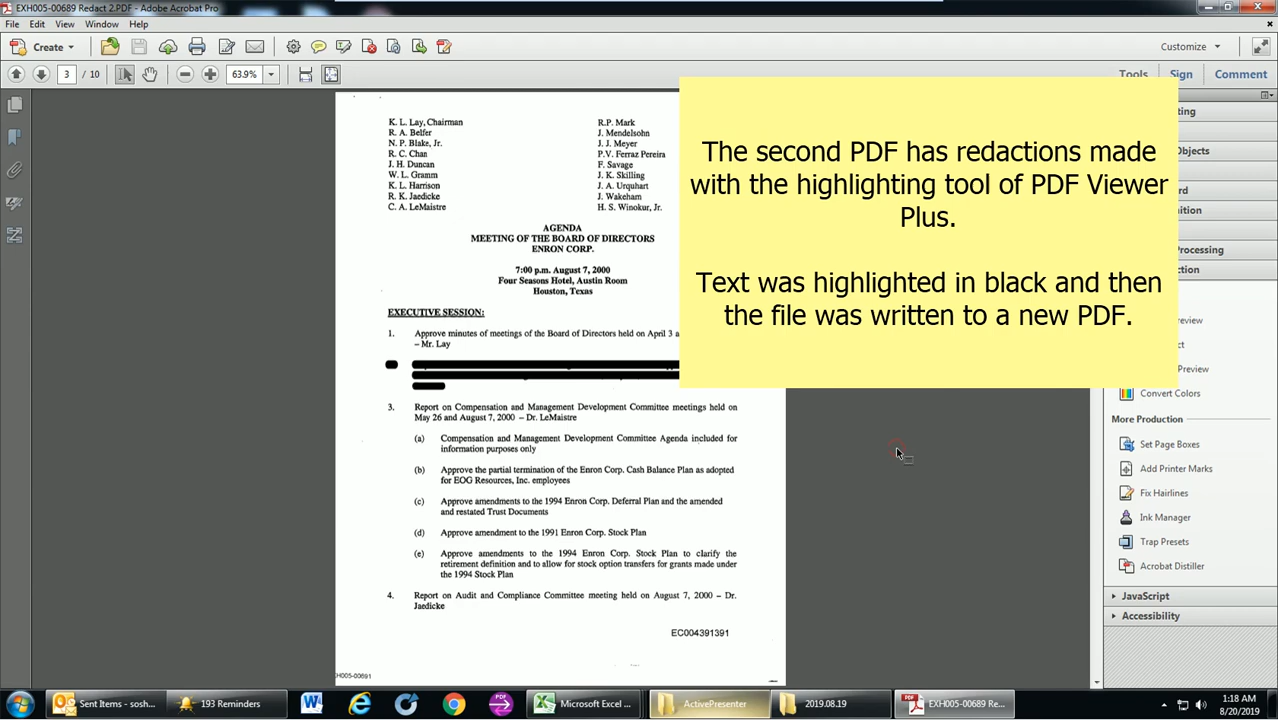 EXH005-00689 Redact 2.PDF - Adobe Acrobat Pro
File Edit View Window Help
Create
Customize
3 / 10
63.9%
Tools Sign Comment
K. L. Lay, Chairman
R. A. Belfer
N. P. Blake, Jr.
R. C. Chan
J. H. Duncan
W. L. Gramm
K. L. Harrison
R. K. Jaedicke
C. A. LeMaistre
R.P. Mark
J. Mendelsohn
J. J. Meyer
P.V. Ferraz Pereira
F. Savage
J. K. Skilling
J. A. Urquhart
J. Wakeham
H. S. Winokur, Jr.
AGENDA
MEETING OF THE BOARD OF DIRECTORS
ENRON CORP.
7:00 p.m. August 7, 2000
Four Seasons Hotel, Austin Room
Houston, Texas
EXECUTIVE SESSION:
1. Approve minutes of meetings of the Board of Directors held on April 3
– Mr. Lay
3. Report on Compensation and Management Development Committee meetings held on
May 26 and August 7, 2000 – Dr. LeMaistre
(a) Compensation and Management Development Committee Agenda included for
information purposes only
(b) Approve the partial termination of the Enron Corp. Cash Balance Plan as adopted
for EOG Resources, Inc. employees
(c) Approve amendments to the 1994 Enron Corp. Deferral Plan and the amended
and restated Trust Documents
(d) Approve amendment to the 1991 Enron Corp. Stock Plan
(e) Approve amendments to the 1994 Enron Corp. Stock Plan to clarify the
retirement definition and to allow for stock option transfers for grants made under
the 1994 Stock Plan
4. Report on Audit and Compliance Committee meeting held on August 7, 2000 – Dr.
Jaedicke
EC004391391
XH005-00691
The second PDF has redactions made
with the highlighting tool of PDF Viewer
Plus.
Text was highlighted in black and then
the file was written to a new PDF.
Convert Colors
More Production
Set Page Boxes
Add Printer Marks
Fix Hairlines
Ink Manager
Trap Presets
Acrobat Distiller
JavaScript
Accessibility
Sent Items - sosh...
193 Reminders
Microsoft Excel ...
ActivePresenter
2019.08.19
EXH005-00689 Re...
1:18 AM
8/20/2019